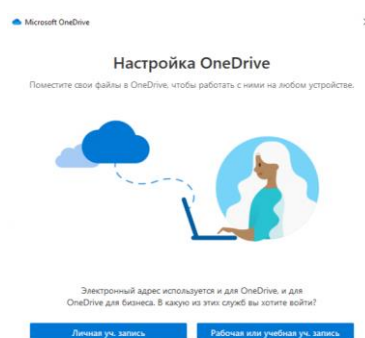 Microsoft OneDrive
Настройка OneDrive
Поместите свои файлы в OneDrive, чтобы работать с ними на любом устройстве.
Электронный адрес используется и для OneDrive, и для
OneDrive для бизнеса. В какую из этих служб вы хотите войти?
Личная уч. запись
Рабочая или учебная уч. запись